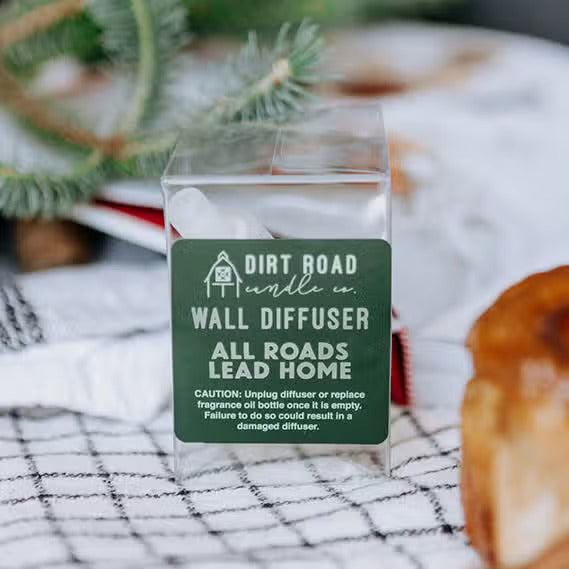 DIRT ROAD
candle co.
WALL DIFFUSER
ALL ROADS
LEAD HOME
CAUTION: Unplug diffuser or replace
fragrance oil bottle once it is empty.
Failure to do so could result in a
damaged diffuser.